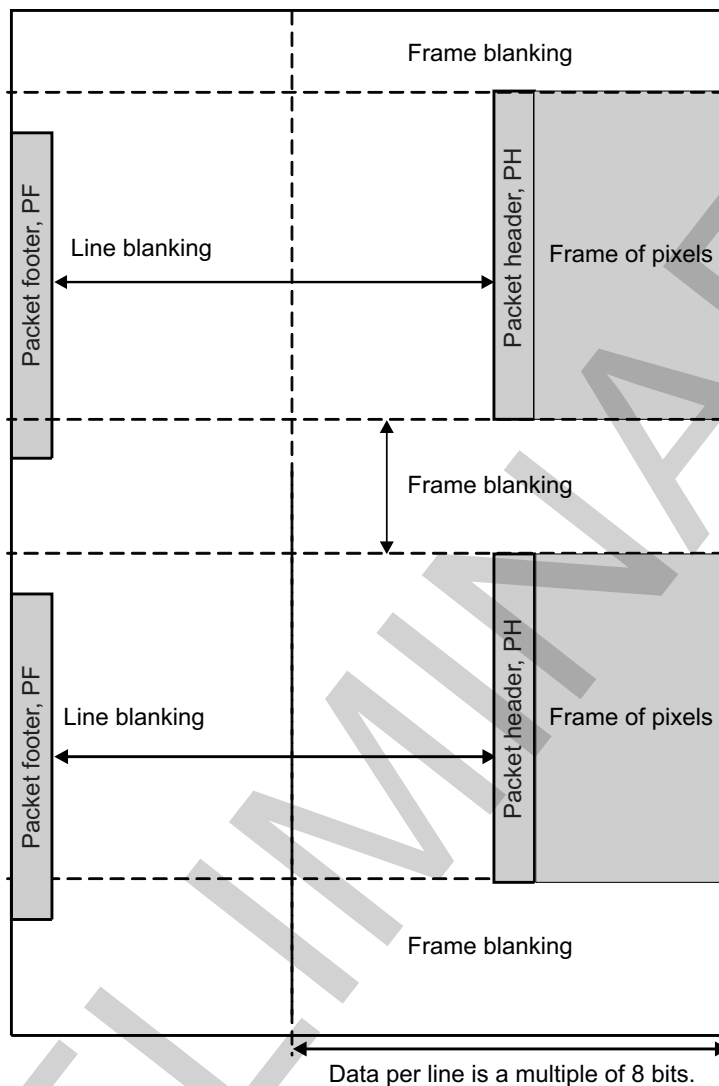 Frame blanking
Packet footer, PF
Line blanking
Packet header, PH
Frame of pixels
Frame blanking
Packet footer, PF
Line blanking
Packet header, PH
Frame of pixels
Frame blanking
Data per line is a multiple of 8 bits.